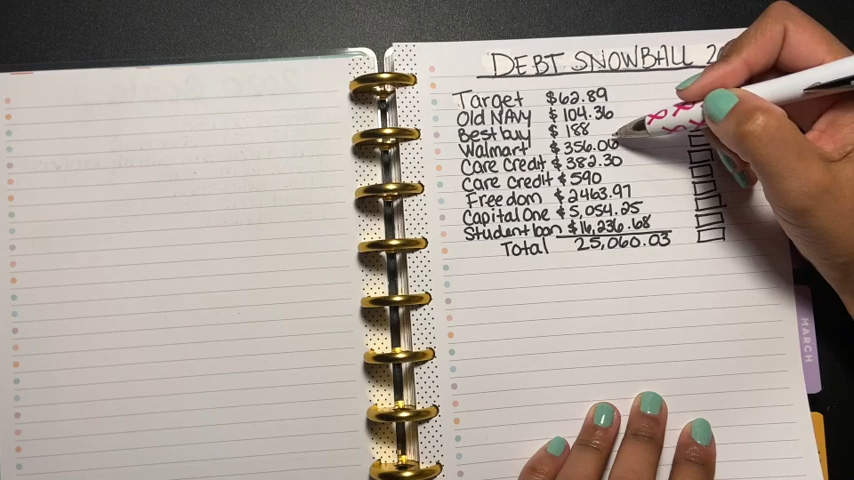 DEBT SNOWBALL 20
Target $62.89
Old NAVY $104.36
Best buy $188
Walmart $356.06
Care Credit $382.30
Care Credit $590
Freedom $2463.97
Capital One $5,054.25
Student loan $16,236.68
Total 25,060.03
MARCH